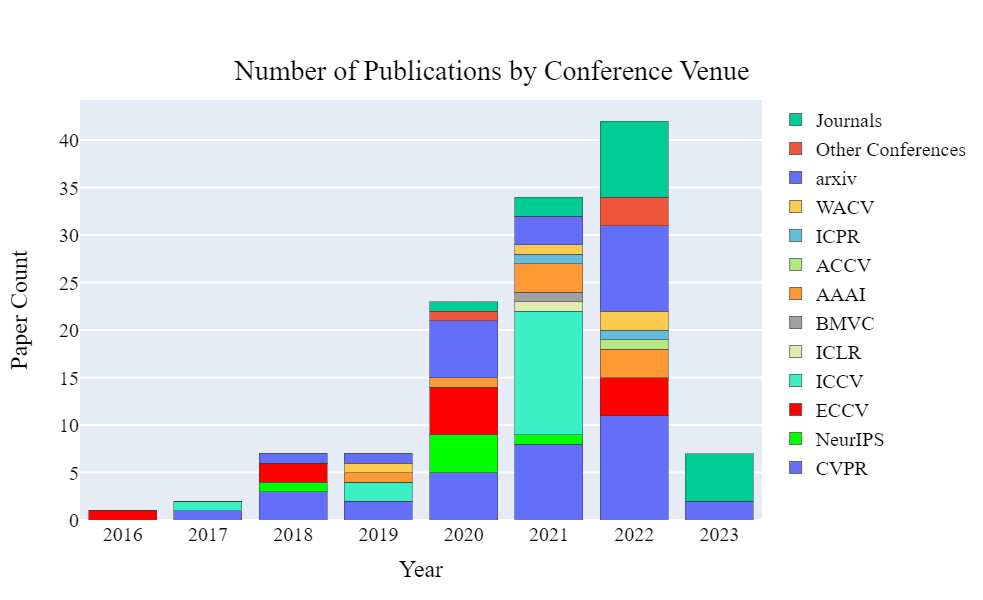 Number of Publications by Conference Venue
Paper Count
40
35
30
25
20
15
10
5
0
2016 2017 2018 2019 2020 2021 2022 2023
Year
Journals
Other Conferences
arxiv
WACV
ICPR
ACCV
AAAI
BMVC
ICLR
ICCV
ECCV
NeurIPS
CVPR